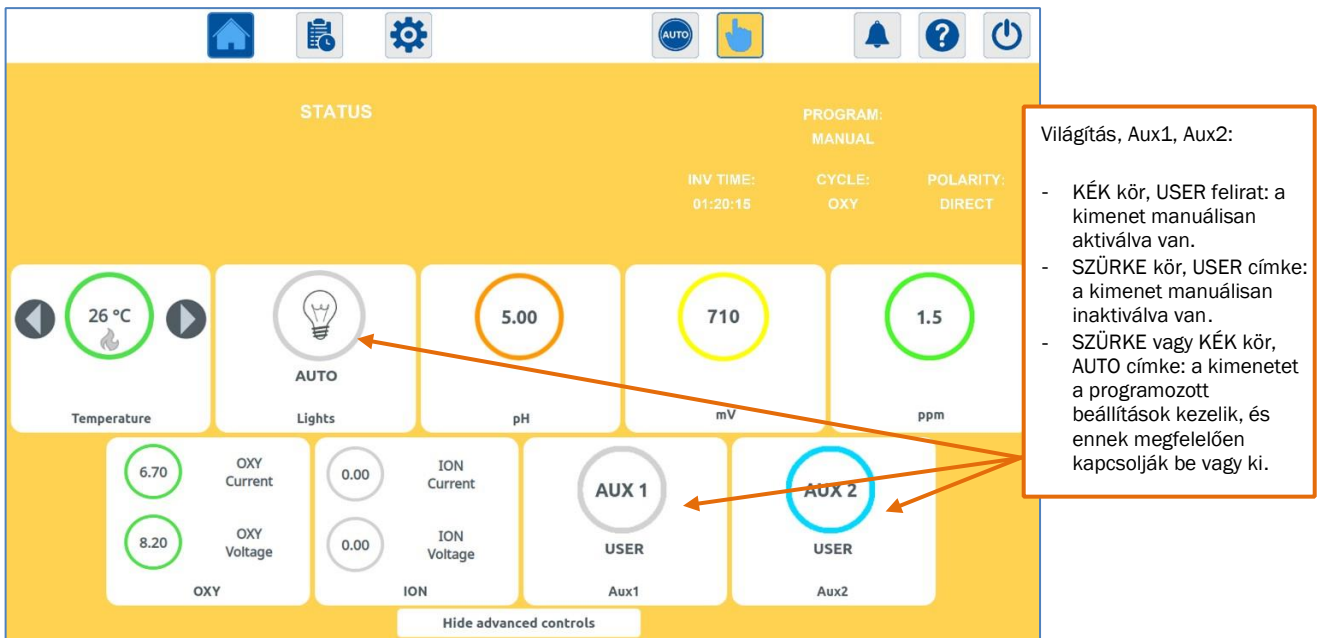 AUTO
?
STATUS
PROGRAM:
MANUAL
INV TIME:
CYCLE:
POLARITY:
01:20:15
OXY
DIRECT
26 °C
Temperature
AUTO
Lights
5.00
pH
710
mV
1.5
ppm
6.70
OXY
Current
8.20
OXY
Voltage
OXY
0.00
ION
Current
0.00
ION
Voltage
ION
AUX 1
USER
Aux1
AUX 2
USER
Aux2
Hide advanced controls
Világítás, Aux1, Aux2:
- KÉK kör, USER felirat: a
kimenet manuálisan
aktiválva van.
- SZÜRKE kör, USER címke:
a kimenet manuálisan
inaktiválva van.
- SZÜRKE vagy KÉK kör,
AUTO címke: a kimenetet
a programozott
beállítások kezelik, és
ennek megfelelően
kapcsolják be vagy ki.